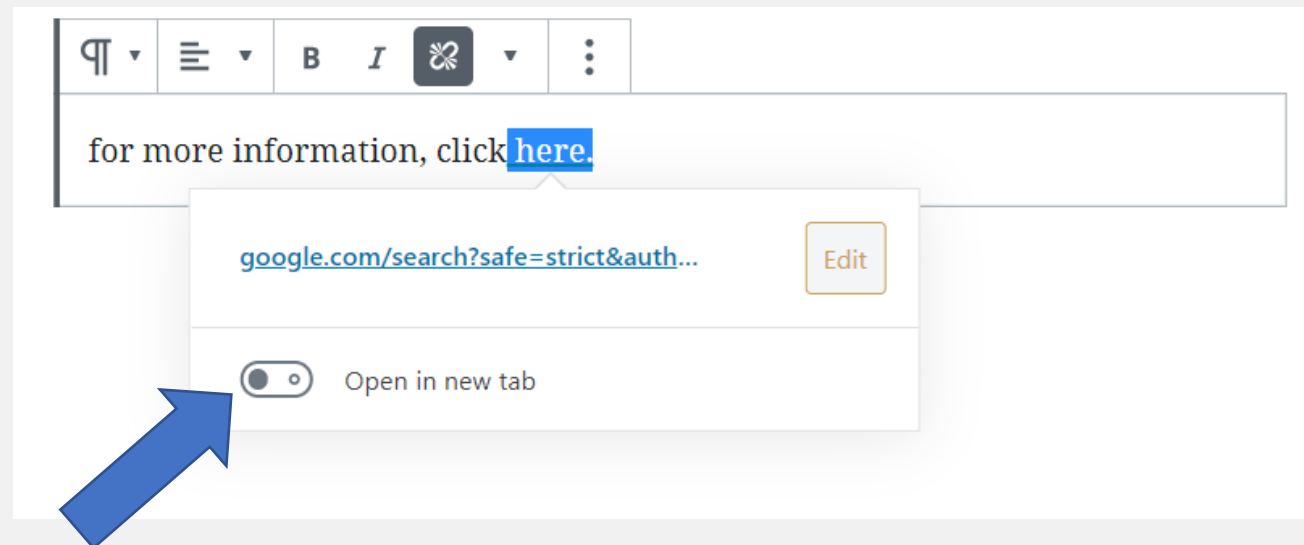 B I
for more information, click here.
google.com/search?safe=strict&auth...
Edit
Open in new tab